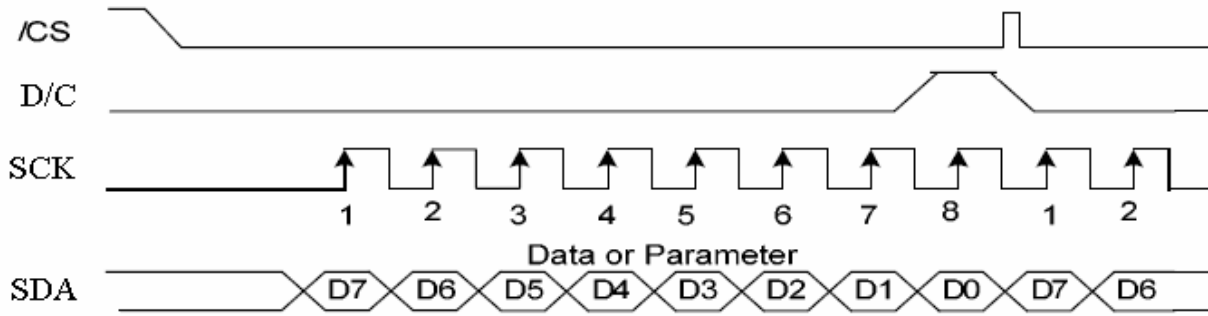 /CS
D/C
SCK
1 2 3 4 5 6 7 8 1 2
Data or Parameter
SDA D7 D6 D5 D4 D3 D2 D1 D0 D7 D6